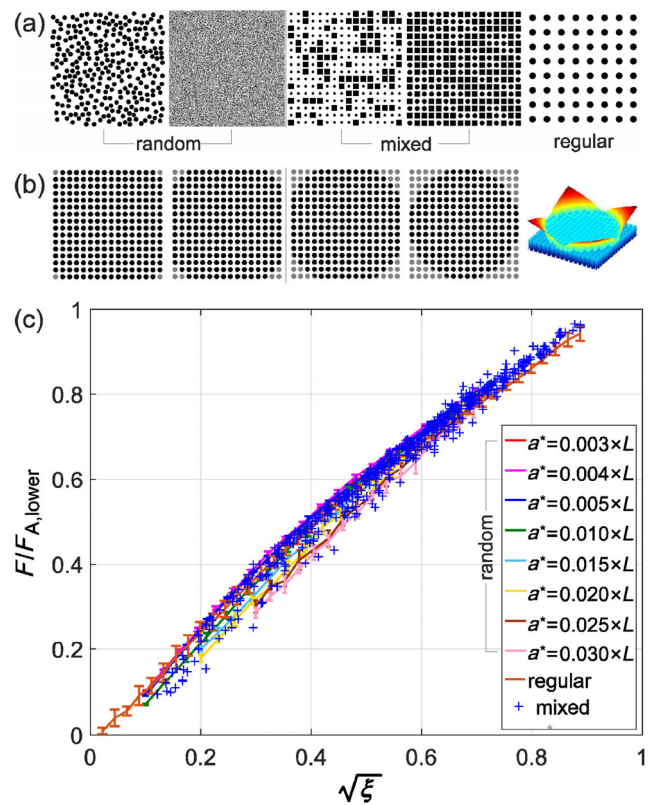 (a)
random
mixed
regular
(b)
(c)
1
0.8
0.6
0.4
0.2
0
F/F_A,lower
0
0.2
0.4
0.6
0.8
1
√ξ
random
a*=0.003×L
a*=0.004×L
a*=0.005×L
a*=0.010×L
a*=0.015×L
a*=0.020×L
a*=0.025×L
a*=0.030×L
regular
mixed